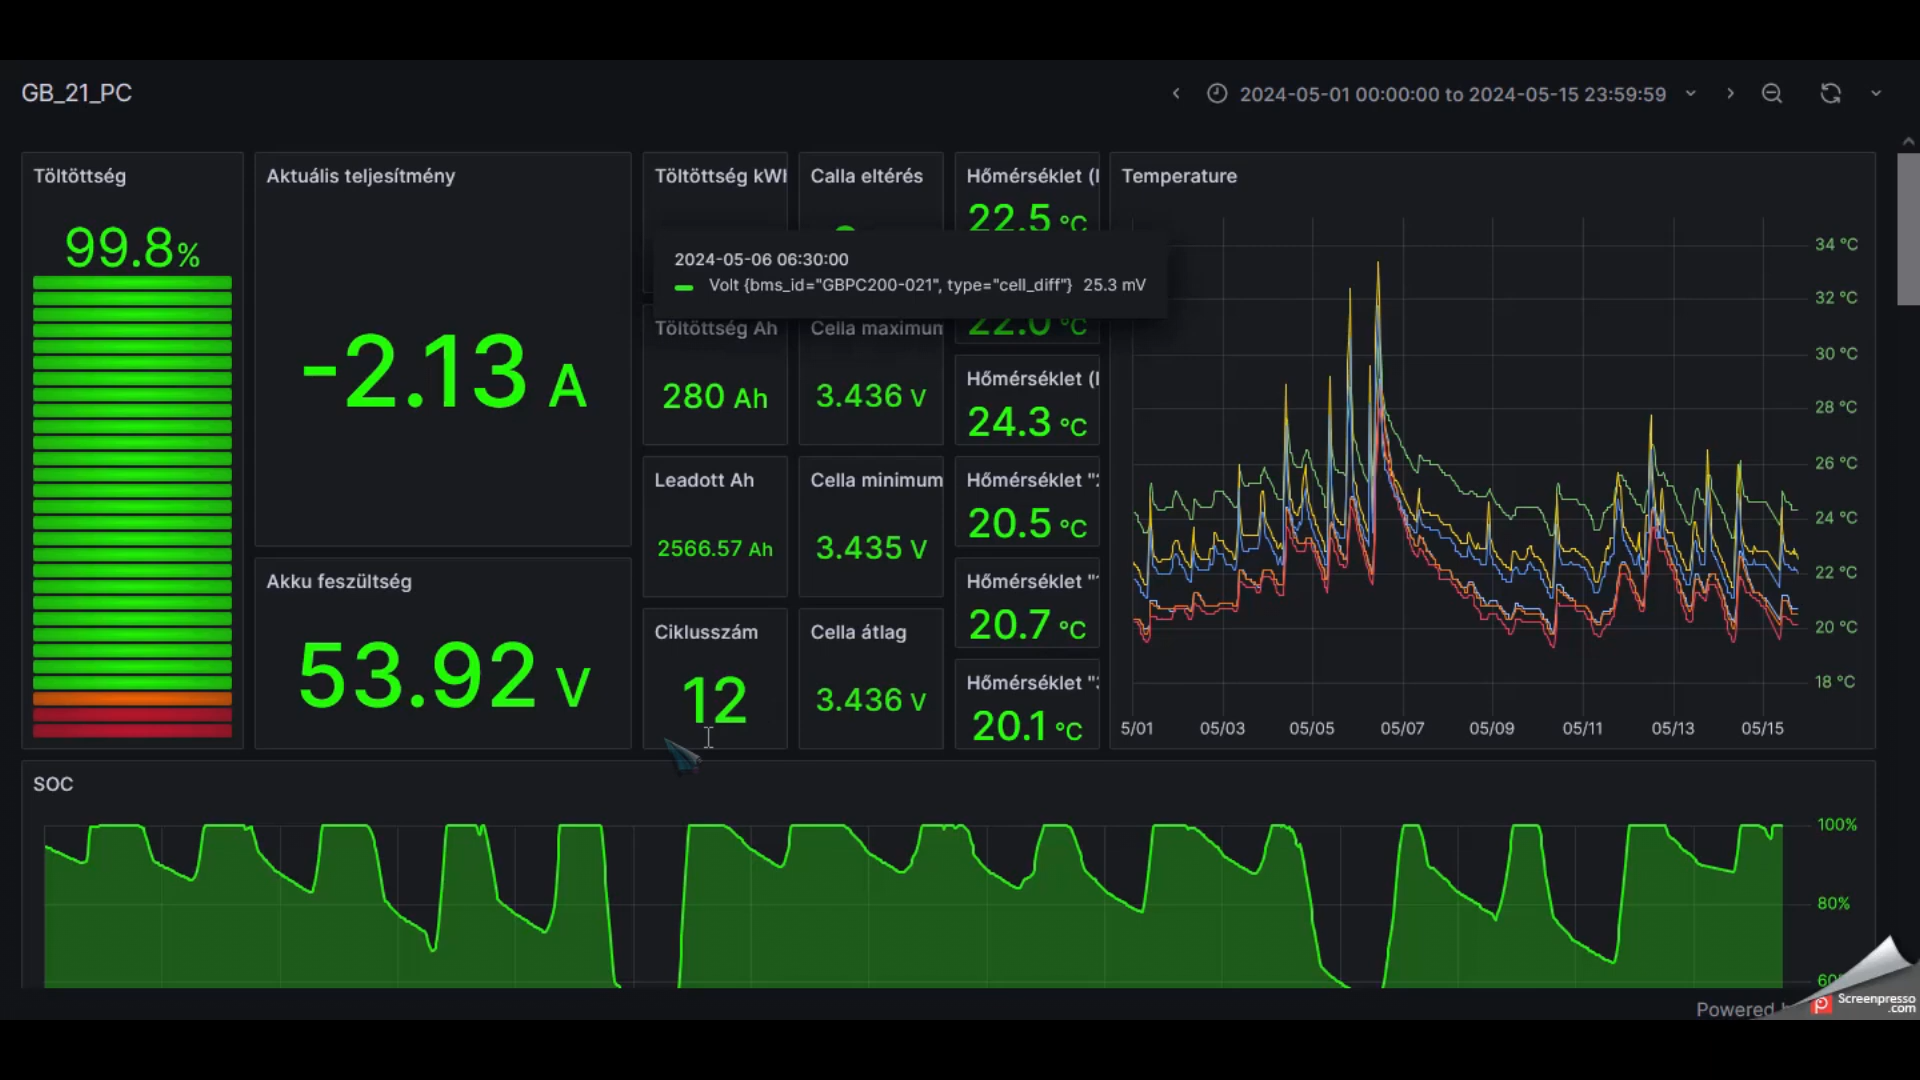 GB_21_PC
2024-05-01 00:00:00 to 2024-05-15 23:59:59
Töltöttség
99.8%
Aktuális teljesítmény
-2.13 A
Akku feszültség
53.92 V
Töltöttség kWh
Töltöttség Ah
280 Ah
Leadott Ah
2566.57 Ah
Ciklusszám
12
Calla eltérés
Cella maximum
3.436 V
Cella minimum
3.435 V
Cella átlag
3.436 V
Hőmérséklet (
22.5 °C
22.0 °C
Hőmérséklet (
24.3 °C
Hőmérséklet "
20.5 °C
Hőmérséklet "
20.7 °C
Hőmérséklet "
20.1 °C
2024-05-06 06:30:00
Volt {bms_id="GBPC200-021", type="cell_diff"} 25.3 mV
Temperature
34 °C
32 °C
30 °C
28 °C
26 °C
24 °C
22 °C
20 °C
18 °C
5/01 05/03 05/05 05/07 05/09 05/11 05/13 05/15
SOC
100%
80%
60
Powered
Screenpresso
.com